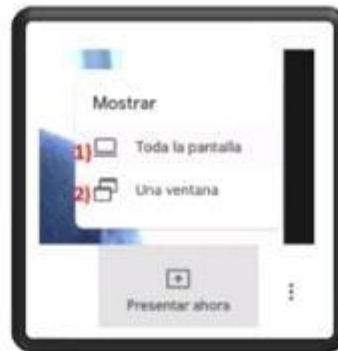 Mostrar
1) Toda la pantalla
2) Una ventana
Presentar ahora